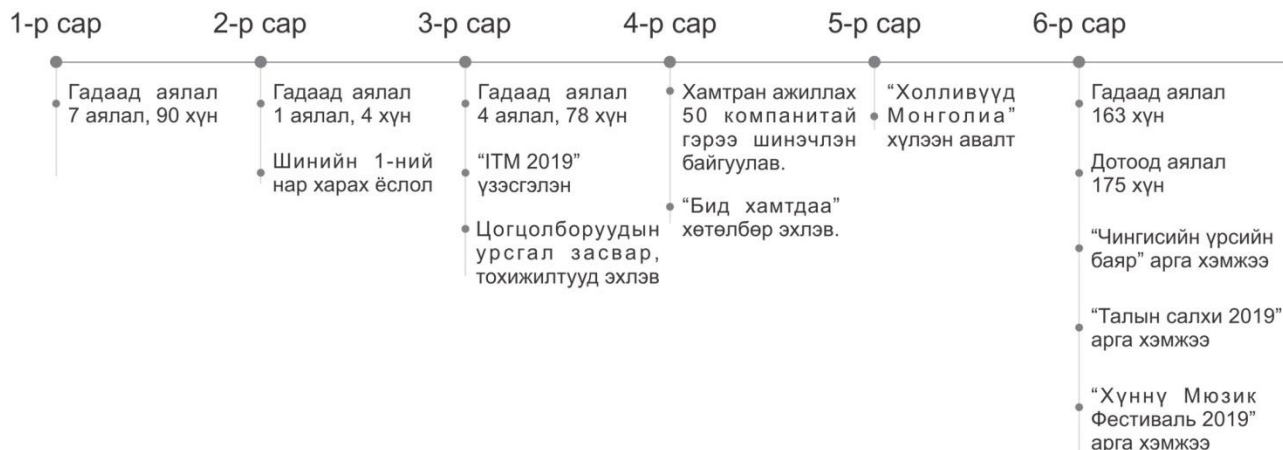 1-р сар
2-р сар
3-р сар
4-р сар
5-р сар
6-р сар
Гадаад аялал
7 аялал, 90 хүн
Гадаад аялал
1 аялал, 4 хүн
Шинийн 1-ний
нар харах ёслол
Гадаад аялал
4 аялал, 78 хүн
“ITM 2019”
үзэсгэлэн
Цогцолборуудын
урсгал засвар,
тохижилтууд эхлэв
Хамтран ажиллах
50 компанитай
гэрээ шинэчлэн
байгуулав.
“Бид хамтдаа”
хөтөлбөр эхлэв.
“Холливүүд
Монголиа”
хүлээн авалт
Гадаад аялал
163 хүн
Дотоод аялал
175 хүн
“Чингисийн үрсийн
баяр” арга хэмжээ
“Талын салхи 2019”
арга хэмжээ
“Хүннү Мюзик
Фестиваль 2019”
арга хэмжээ